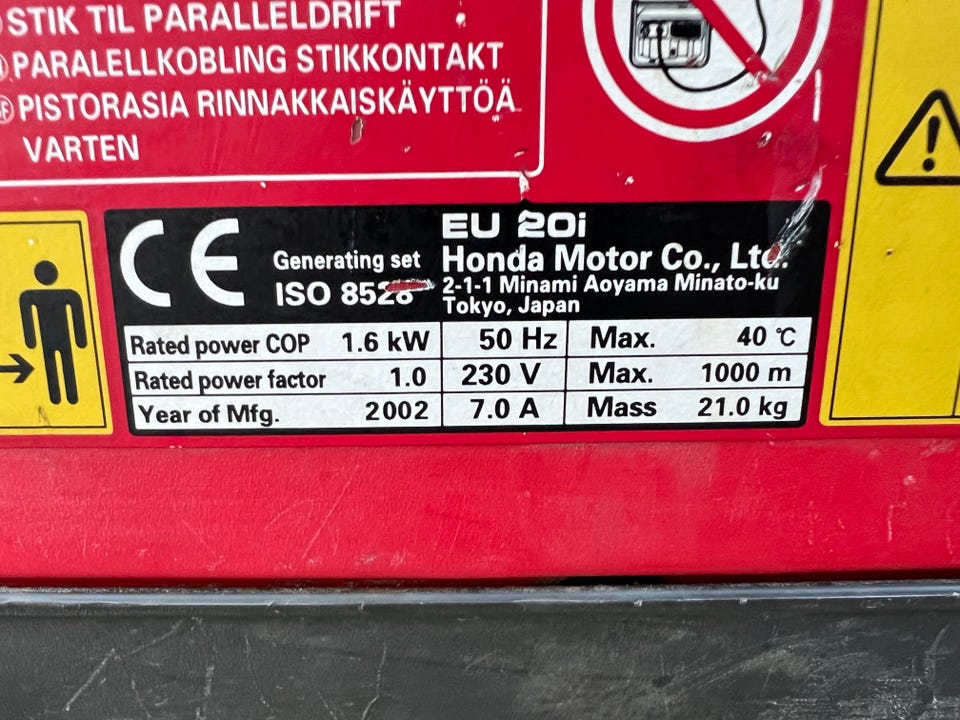 STIK TIL PARALLELDRIFT
PARALELLKOBLING STIKKONTAKT
SF PISTORASIA RINNAKKAISKÄYTTÖÄ
VARTEN
CE
EU 20i
Generating set
Honda Motor Co., Ltd.
ISO 8528
2-1-1 Minami Aoyama Minato-ku
Tokyo, Japan
Rated power COP 1.6 kW 50 Hz Max. 40 °C
Rated power factor 1.0 230 V Max. 1000 m
Year of Mfg. 2002 7.0 A Mass 21.0 kg